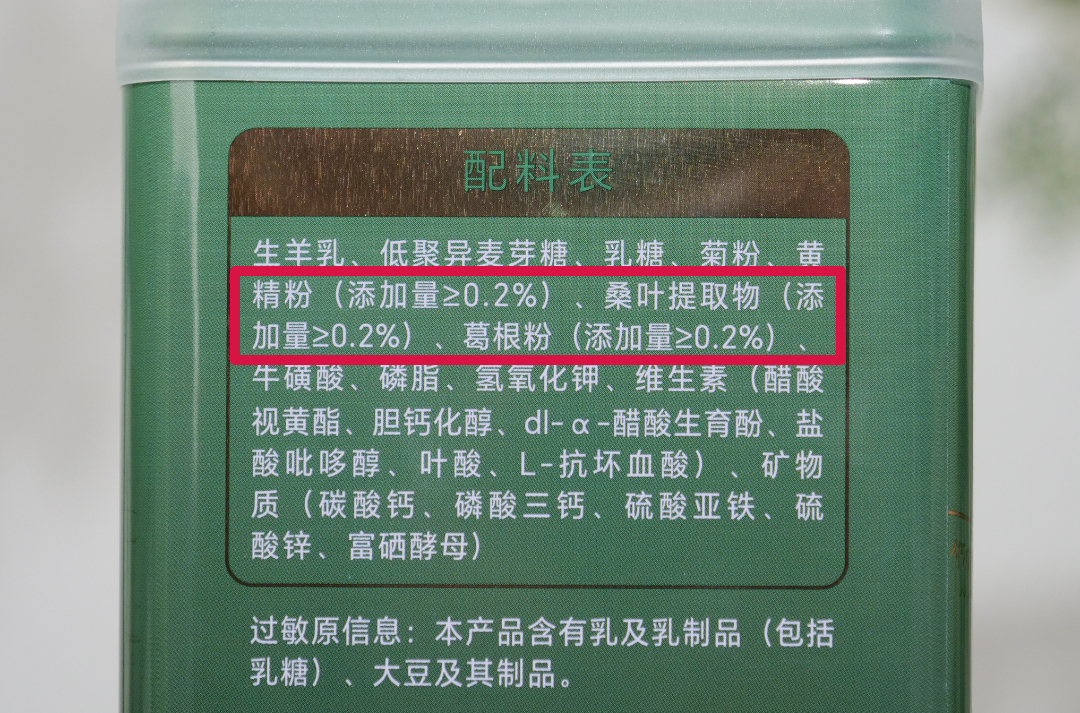 配料表
生羊乳、低聚异麦芽糖、乳糖、菊粉、黄
精粉（添加量≥0.2%）、桑叶提取物（添
加量≥0.2%）、葛根粉（添加量≥0.2%）、
牛磺酸、磷脂、氢氧化钾、维生素（醋酸
视黄酯、胆钙化醇、dl-α-醋酸生育酚、盐
酸吡哆醇、叶酸、L-抗坏血酸）、矿物
质（碳酸钙、磷酸三钙、硫酸亚铁、硫
酸锌、富硒酵母）
过敏原信息：本产品含有乳及乳制品（包括
乳糖）、大豆及其制品。